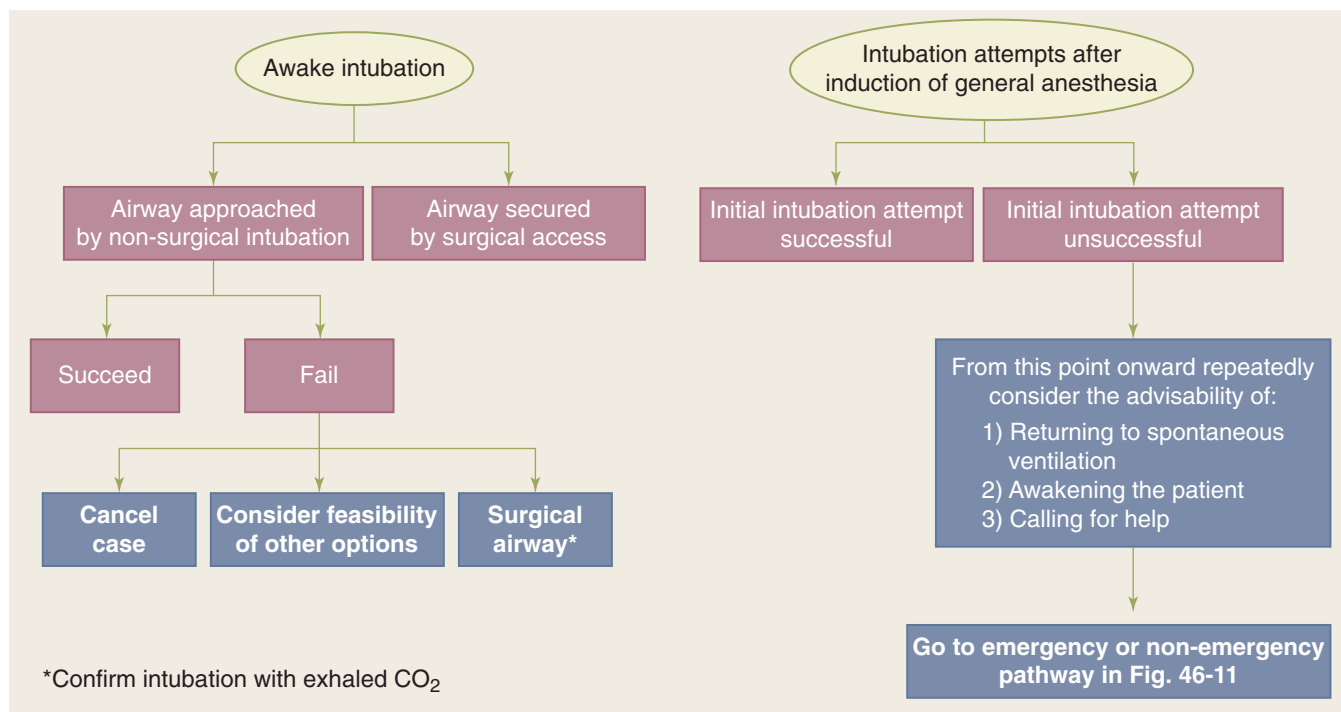 Awake intubation
Airway approached
by non-surgical intubation
Airway secured
by surgical access
Succeed
Fail
Cancel
case
Consider feasibility
of other options
Surgical
airway*
*Confirm intubation with exhaled CO2
Intubation attempts after
induction of general anesthesia
Initial intubation attempt
successful
Initial intubation attempt
unsuccessful
From this point onward repeatedly
consider the advisability of:
1) Returning to spontaneous
ventilation
2) Awakening the patient
3) Calling for help
Go to emergency or non-emergency
pathway in Fig. 46-11